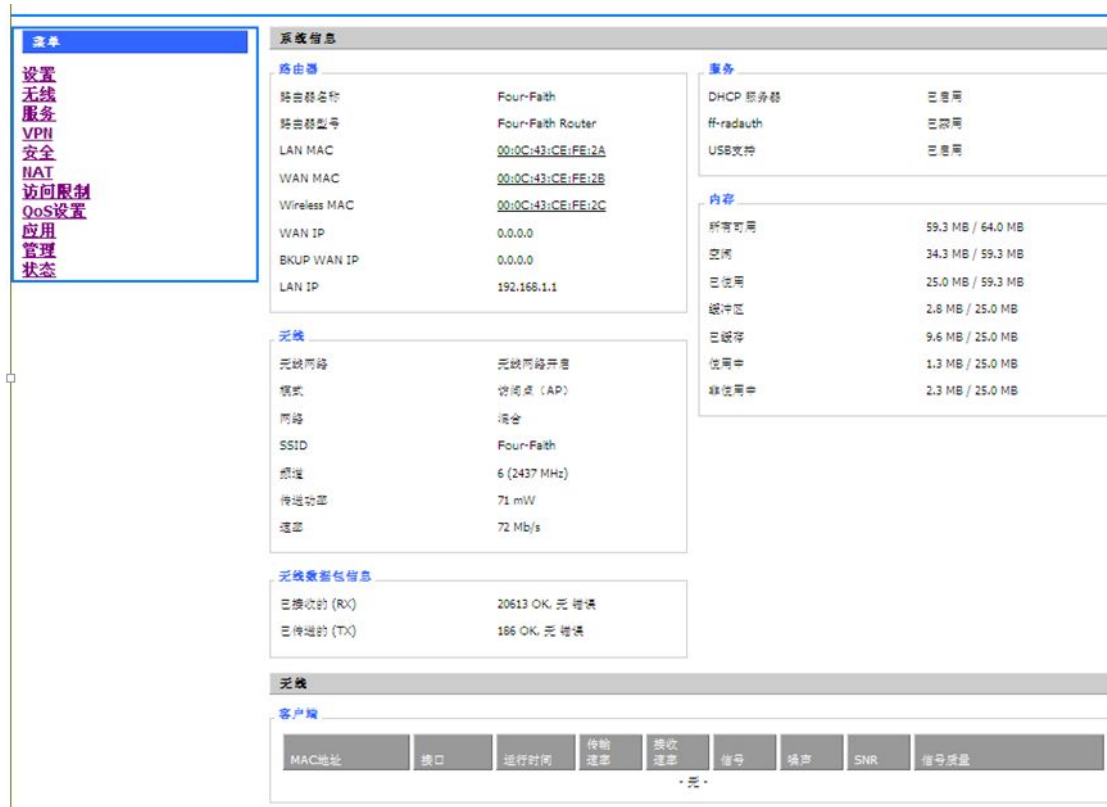 菜单
设置
无线
服务
VPN
安全
NAT
访问限制
QoS设置
应用
管理
状态
系统信息
路由器
路由器名称 Four-Faith
路由器型号 Four-Faith Router
LAN MAC 00:0C:43:CE:FE:2A
WAN MAC 00:0C:43:CE:FE:2B
Wireless MAC 00:0C:43:CE:FE:2C
WAN IP 0.0.0.0
BKUP WAN IP 0.0.0.0
LAN IP 192.168.1.1
无线
无线网络 无线网络开启
模式 访问点（AP）
网络 混合
SSID Four-Faith
频道 6 (2437 MHz)
传送功率 71 mW
速率 72 Mb/s
无线数据包信息
已接收的 (RX) 20613 OK, 无 错误
已传送的 (TX) 186 OK, 无 错误
服务
DHCP 服务器 已启用
ff-radauth 已禁用
USB支持 已启用
内存
所有可用 59.3 MB / 64.0 MB
空闲 34.3 MB / 59.3 MB
已使用 25.0 MB / 59.3 MB
缓冲区 2.8 MB / 25.0 MB
已缓存 9.6 MB / 25.0 MB
使用中 1.3 MB / 25.0 MB
非使用中 2.3 MB / 25.0 MB
无线
客户端
MAC地址 接口 运行时间 传输速率 接收速率 信号 噪声 SNR 信号质量
- 无 -